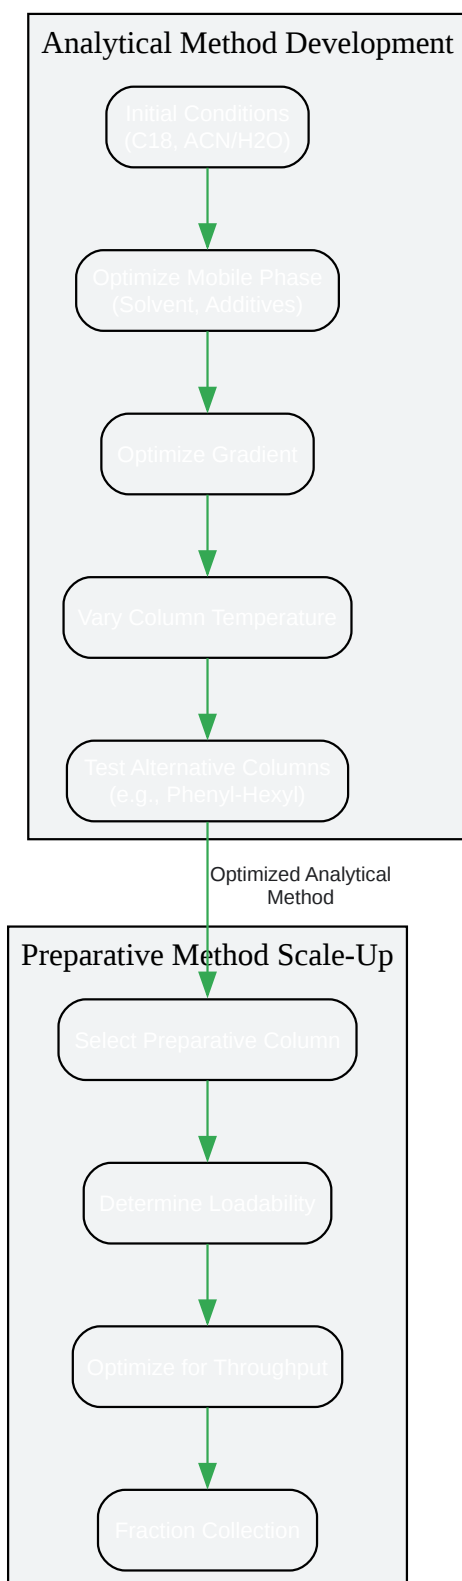 Analytical Method Development
Initial Conditions
(C18, ACN/H2O)
Optimize Mobile Phase
(Solvent, Additives)
Optimize Gradient
Vary Column Temperature
Test Alternative Columns
(e.g., Phenyl-Hexyl)
Optimized Analytical
Method
Preparative Method Scale-Up
Select Preparative Column
Determine Loadability
Optimize for Throughput
Fraction Collection